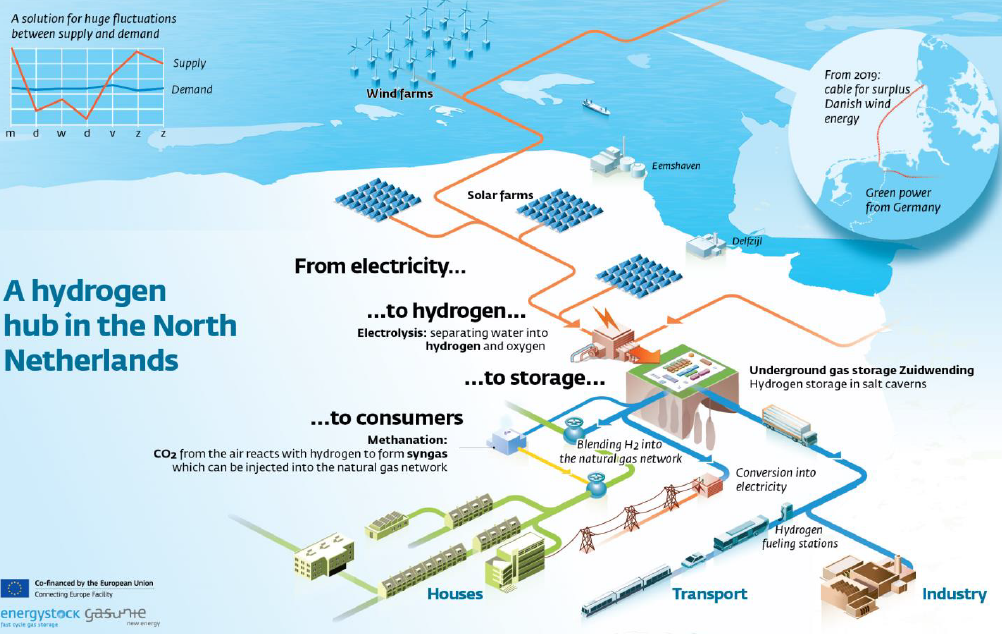 A solution for huge fluctuations
between supply and demand
Supply
Demand
m d w d v z z
Wind farms
From 2019:
cable for surplus
Danish wind
energy
Green power
from Germany
Eemshaven
Solar farms
Delfzijl
A hydrogen
hub in the North
Netherlands
From electricity...
...to hydrogen...
Electrolysis: separating water into
hydrogen and oxygen
...to storage...
Underground gas storage Zuidwending
Hydrogen storage in salt caverns
...to consumers
Methanation:
CO2 from the air reacts with hydrogen to form syngas
which can be injected into the natural gas network
Blending H2 into
the natural gas network
Conversion into
electricity
Hydrogen
fueling stations
Houses
Transport
Industry
Co-financed by the European Union
Connecting Europe Facility
energystock
fast cycle gas storage
gasunie
new energy